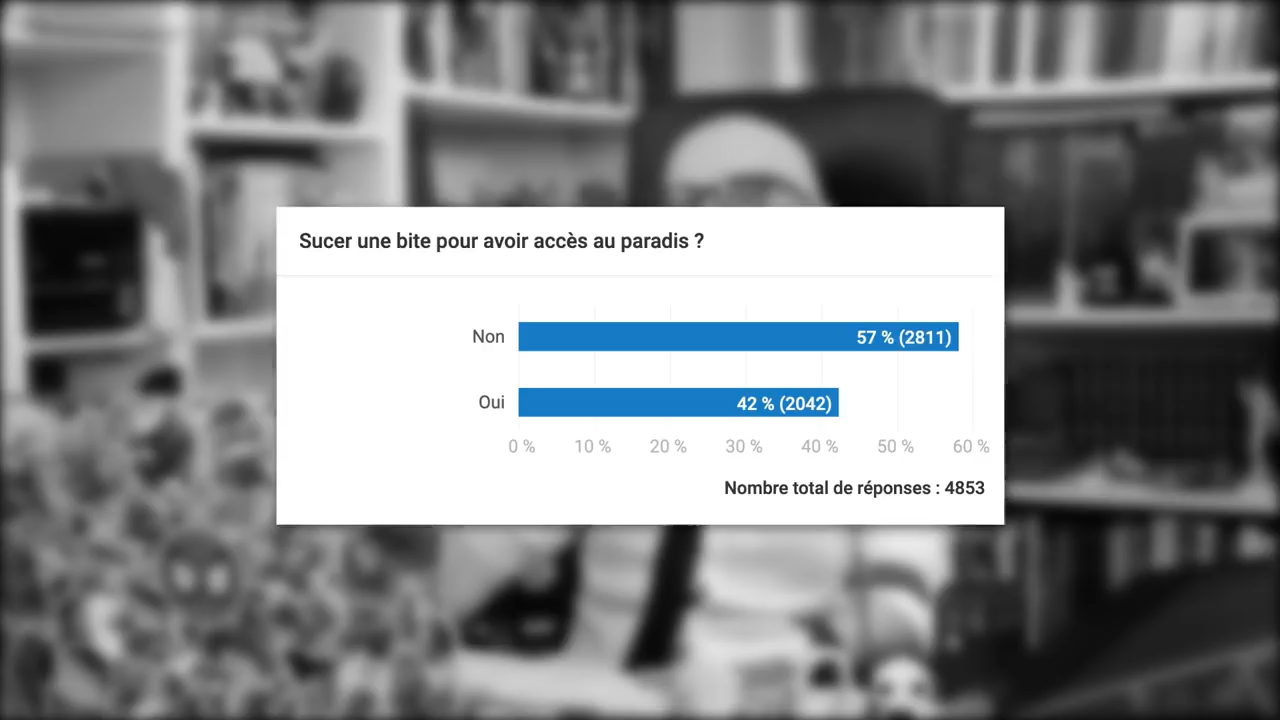 Sucer une bite pour avoir accès au paradis ?
Non 57 % (2811)
Oui 42 % (2042)
0 % 10 % 20 % 30 % 40 % 50 % 60 %
Nombre total de réponses : 4853